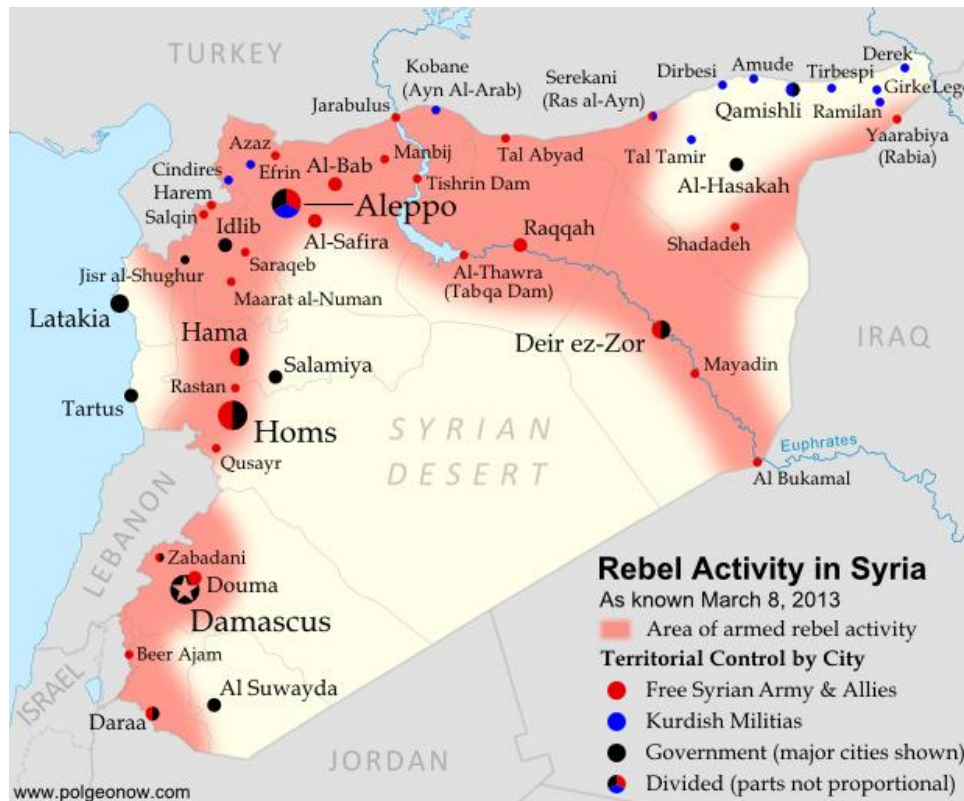 TURKEY
Kobane
(Ayn Al-Arab)
Jarabulus
Serekani
(Ras al-Ayn)
Dirbesi
Amude
Tirbespi
Derek
GirkeLege
Qamishli
Ramilan
Yaarabiya
(Rabia)
Azaz
Efrin
Cindires
Harem
Salqin
Al-Bab
Manbij
Tal Abyad
Tal Tamir
Tishrin Dam
Al-Hasakah
Aleppo
Idlib
Al-Safira
Raqqah
Shadadeh
Saraqeb
Al-Thawra
(Tabqa Dam)
Jisr al-Shughur
Maarat al-Numan
Latakia
Hama
Deir ez-Zor
IRAQ
Salamiya
Mayadin
Rastan
Tartus
Homs
SYRIAN
DESERT
Qusayr
Euphrates
Al Bukamal
LEBANON
Zabadani
Douma
Damascus
Beer Ajam
ISRAEL
Al Suwayda
Daraa
JORDAN
Rebel Activity in Syria
As known March 8, 2013
Area of armed rebel activity
Territorial Control by City
Free Syrian Army & Allies
Kurdish Militias
Government (major cities shown)
Divided (parts not proportional)
www.polgeonow.com